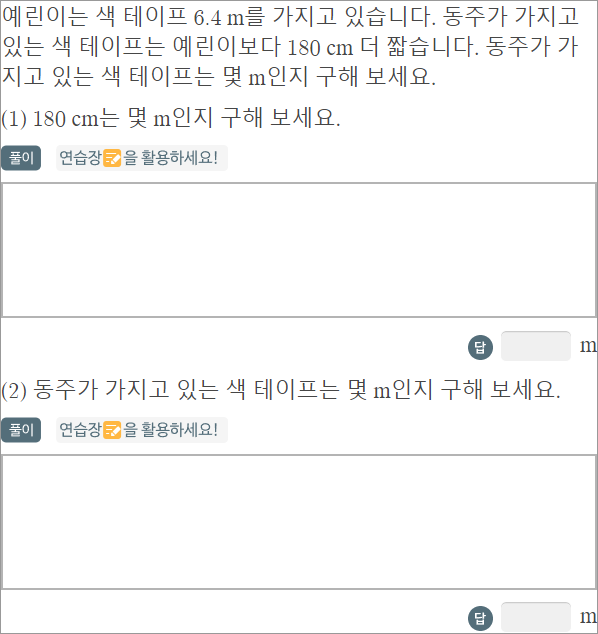 예린이는 색 테이프 6.4 m를 가지고 있습니다. 동주가 가지고
있는 색 테이프는 예린이보다 180 cm 더 짧습니다. 동주가 가
지고 있는 색 테이프는 몇 m인지 구해 보세요.
(1) 180 cm는 몇 m인지 구해 보세요.
풀이 연습장을 활용하세요!
답 m
(2) 동주가 가지고 있는 색 테이프는 몇 m인지 구해 보세요.
풀이 연습장을 활용하세요!
답 m